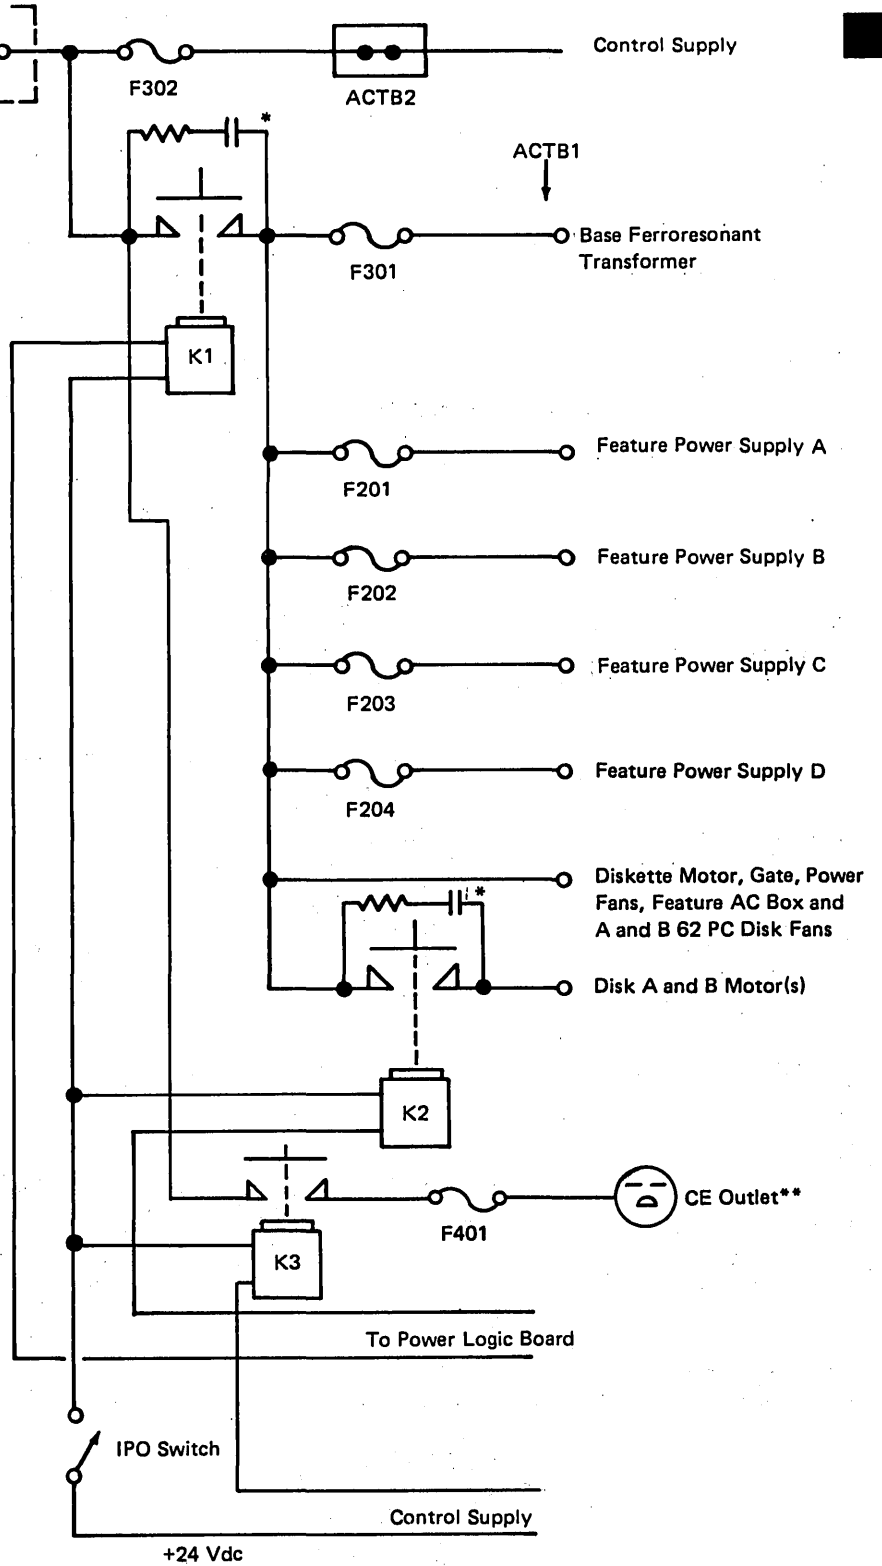 Control Supply
F302
ACTB2
*
ACTB1
Base Ferroresonant
Transformer
F301
K1
Feature Power Supply A
F201
Feature Power Supply B
F202
Feature Power Supply C
F203
Feature Power Supply D
F204
Diskette Motor, Gate, Power
Fans, Feature AC Box and
A and B 62 PC Disk Fans
*
Disk A and B Motor(s)
K2
CE Outlet**
F401
K3
To Power Logic Board
IPO Switch
Control Supply
+24 Vdc